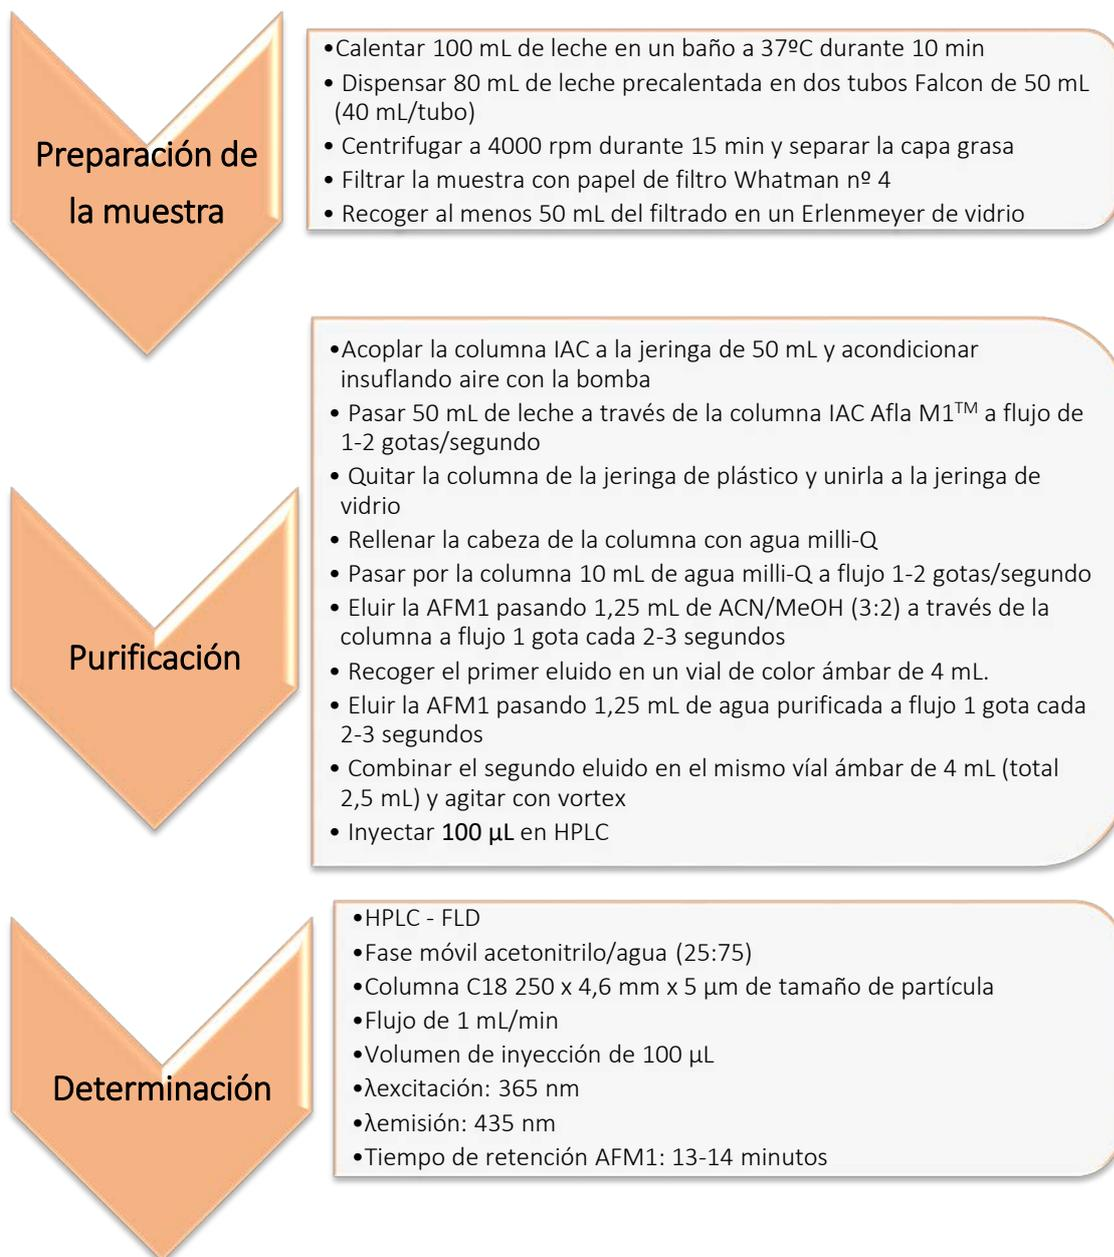 Preparación de
la muestra
•Calentar 100 mL de leche en un baño a 37ºC durante 10 min
• Dispensar 80 mL de leche precalentada en dos tubos Falcon de 50 mL
(40 mL/tubo)
• Centrifugar a 4000 rpm durante 15 min y separar la capa grasa
• Filtrar la muestra con papel de filtro Whatman nº 4
• Recoger al menos 50 mL del filtrado en un Erlenmeyer de vidrio
Purificación
•Acoplar la columna IAC a la jeringa de 50 mL y acondicionar
insuflando aire con la bomba
• Pasar 50 mL de leche a través de la columna IAC Afla M1™ a flujo de
1-2 gotas/segundo
• Quitar la columna de la jeringa de plástico y unirla a la jeringa de
vidrio
• Rellenar la cabeza de la columna con agua milli-Q
• Pasar por la columna 10 mL de agua milli-Q a flujo 1-2 gotas/segundo
• Eluir la AFM1 pasando 1,25 mL de ACN/MeOH (3:2) a través de la
columna a flujo 1 gota cada 2-3 segundos
• Recoger el primer eluido en un vial de color ámbar de 4 mL.
• Eluir la AFM1 pasando 1,25 mL de agua purificada a flujo 1 gota cada
2-3 segundos
• Combinar el segundo eluido en el mismo víal ámbar de 4 mL (total
2,5 mL) y agitar con vortex
• Inyectar 100 µL en HPLC
Determinación
•HPLC - FLD
•Fase móvil acetonitrilo/agua (25:75)
•Columna C18 250 x 4,6 mm x 5 µm de tamaño de partícula
•Flujo de 1 mL/min
•Volumen de inyección de 100 µL
•λexcitación: 365 nm
•λemisión: 435 nm
•Tiempo de retención AFM1: 13-14 minutos